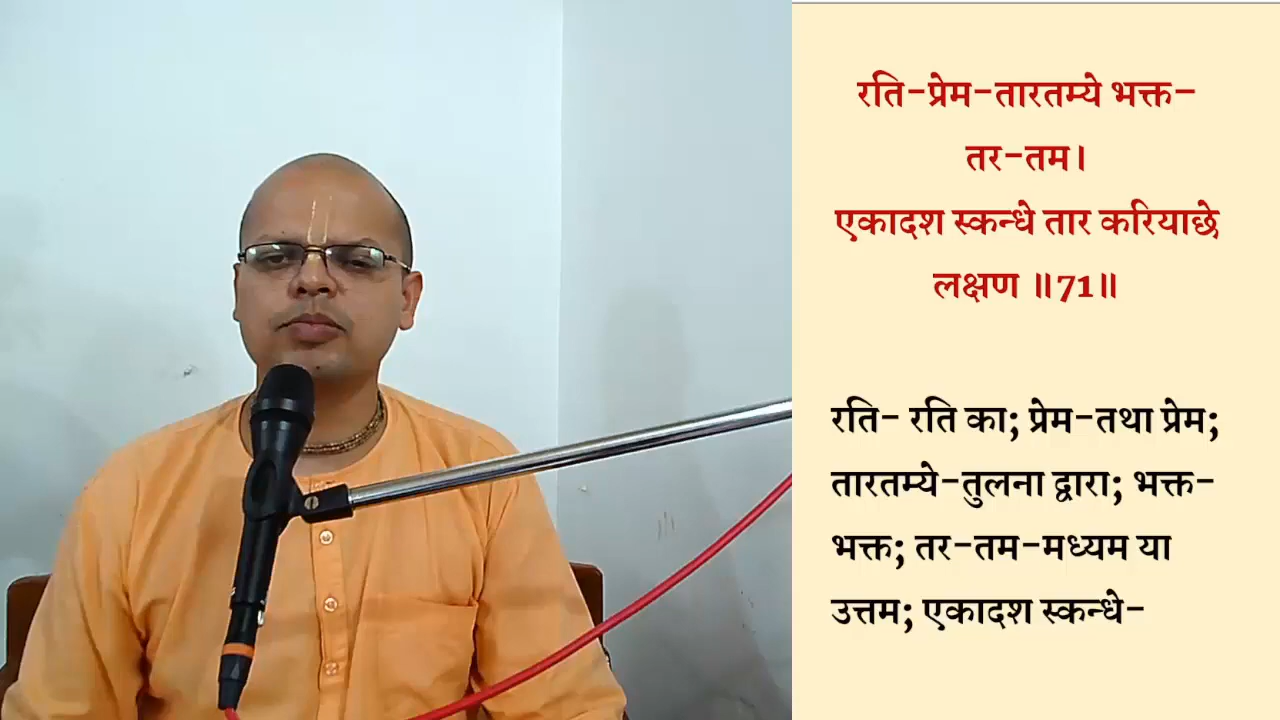 रति-प्रेम-तारतम्ये भक्त-
तर-तम।
एकादश स्कन्धे तार करियाछे
लक्षण ॥71॥
रति- रति का; प्रेम-तथा प्रेम;
तारतम्ये-तुलना द्वारा; भक्त-
भक्त; तर-तम-मध्यम या
उत्तम; एकादश स्कन्धे-